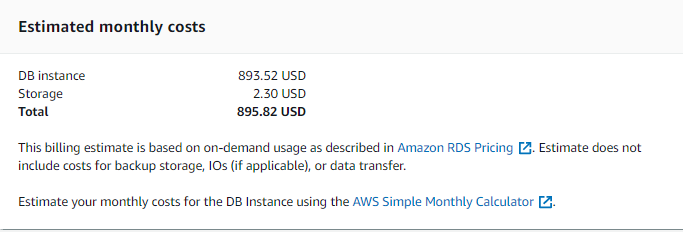 Estimated monthly costs
DB instance 893.52 USD
Storage 2.30 USD
Total 895.82 USD
This billing estimate is based on on-demand usage as described in Amazon RDS Pricing. Estimate does not
include costs for backup storage, IOs (if applicable), or data transfer.
Estimate your monthly costs for the DB Instance using the AWS Simple Monthly Calculator.